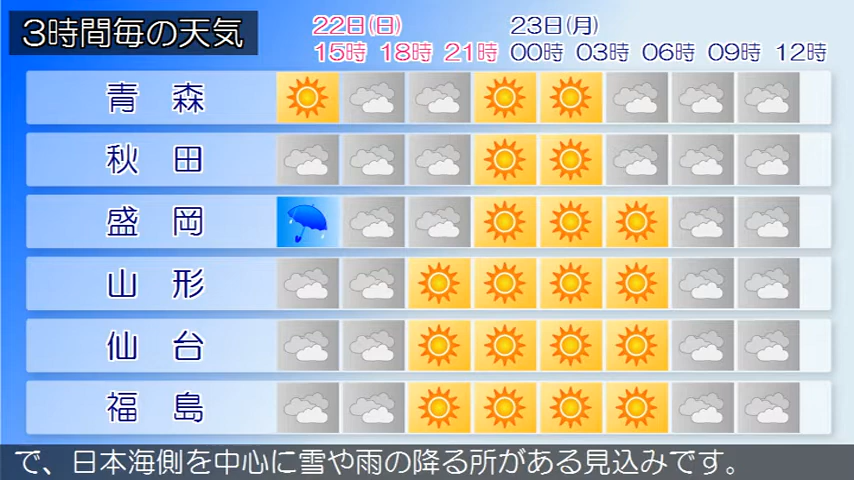 3時間毎の天気
22日(日) 23日(月)
15時 18時 21時 00時 03時 06時 09時 12時
青森
秋田
盛岡
山形
仙台
福島
で、日本海側を中心に雪や雨の降る所がある見込みです。